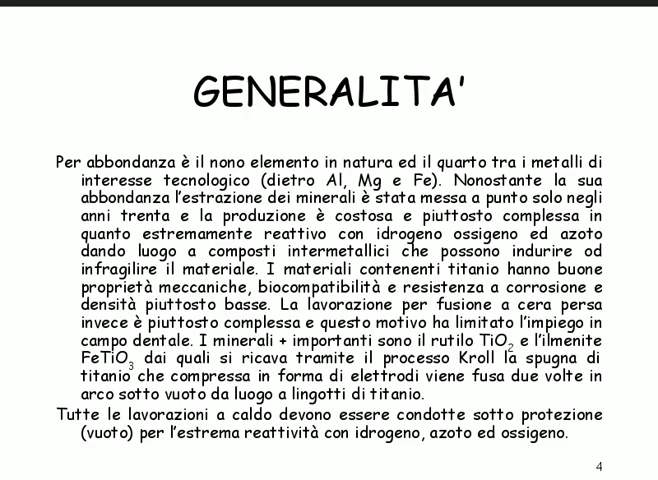 GENERALITA'
Per abbondanza è il nono elemento in natura ed il quarto tra i metalli di
interesse tecnologico (dietro Al, Mg e Fe). Nonostante la sua
abbondanza l'estrazione dei minerali è stata messa a punto solo negli
anni trenta e la produzione è costosa e piuttosto complessa in
quanto estremamente reattivo con idrogeno ossigeno ed azoto
dando luogo a composti intermetallici che possono indurire od
infragilire il materiale. I materiali contenenti titanio hanno buone
proprietà meccaniche, biocompatibilità e resistenza a corrosione e
densità piuttosto basse. La lavorazione per fusione a cera persa
invece è piuttosto complessa e questo motivo ha limitato l'impiego in
campo dentale. I minerali + importanti sono il rutilo TiO2 e l'ilmenite
FeTiO3 dai quali si ricava tramite il processo Kroll la spugna di
titanio che compressa in forma di elettrodi viene fusa due volte in
arco sotto vuoto da luogo a lingotti di titanio.
Tutte le lavorazioni a caldo devono essere condotte sotto protezione
(vuoto) per l'estrema reattività con idrogeno, azoto ed ossigeno.
4